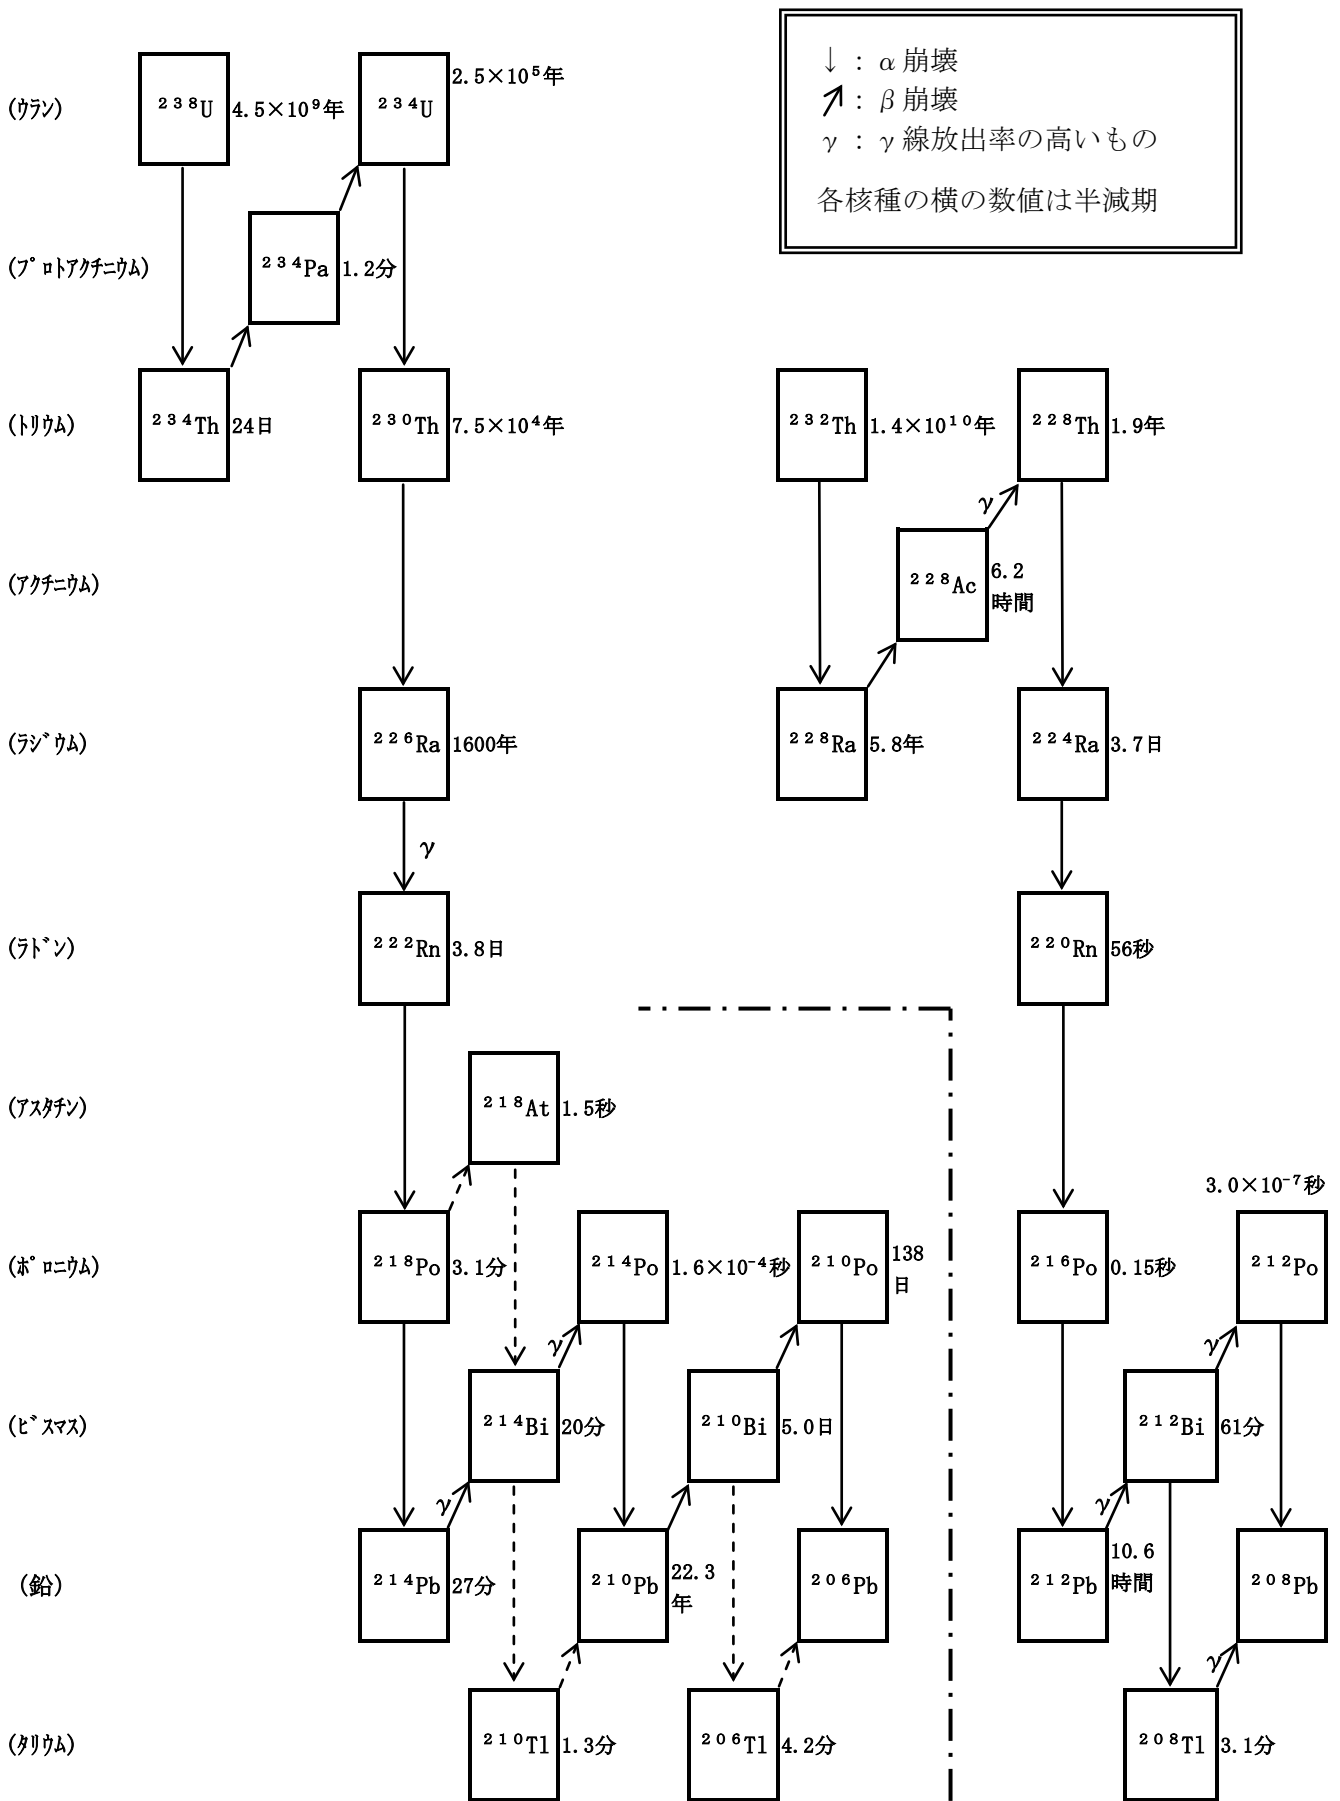 ↓ : α崩壊
↗ : β崩壊
γ : γ線放出率の高いもの
各核種の横の数値は半減期
(ウラン)
²³⁸U 4.5×10⁹年
²³⁴U 2.5×10⁵年
(プロトアクチニウム)
²³⁴Pa 1.2分
(トリウム)
²³⁴Th 24日
²³⁰Th 7.5×10⁴年
²³²Th 1.4×10¹⁰年
²²⁸Th 1.9年
γ
(アクチニウム)
²²⁸Ac 6.2
時間
(ラジウム)
²²⁶Ra 1600年
²²⁸Ra 5.8年
²²⁴Ra 3.7日
γ
(ラドン)
²²²Rn 3.8日
²²⁰Rn 56秒
(アスタチン)
²¹⁸At 1.5秒
(ポロニウム)
²¹⁸Po 3.1分
²¹⁴Po 1.6×10⁻⁴秒
²¹⁰Po 138
日
²¹⁶Po 0.15秒
3.0×10⁻⁷秒
²¹²Po
γ
γ
(ビスマス)
²¹⁴Bi 20分
²¹⁰Bi 5.0日
²¹²Bi 61分
γ
γ
(鉛)
²¹⁴Pb 27分
²¹⁰Pb 22.3
年
²⁰⁶Pb
²¹²Pb 10.6
時間
²⁰⁸Pb
γ
(タリウム)
²¹⁰Tl 1.3分
²⁰⁶Tl 4.2分
²⁰⁸Tl 3.1分